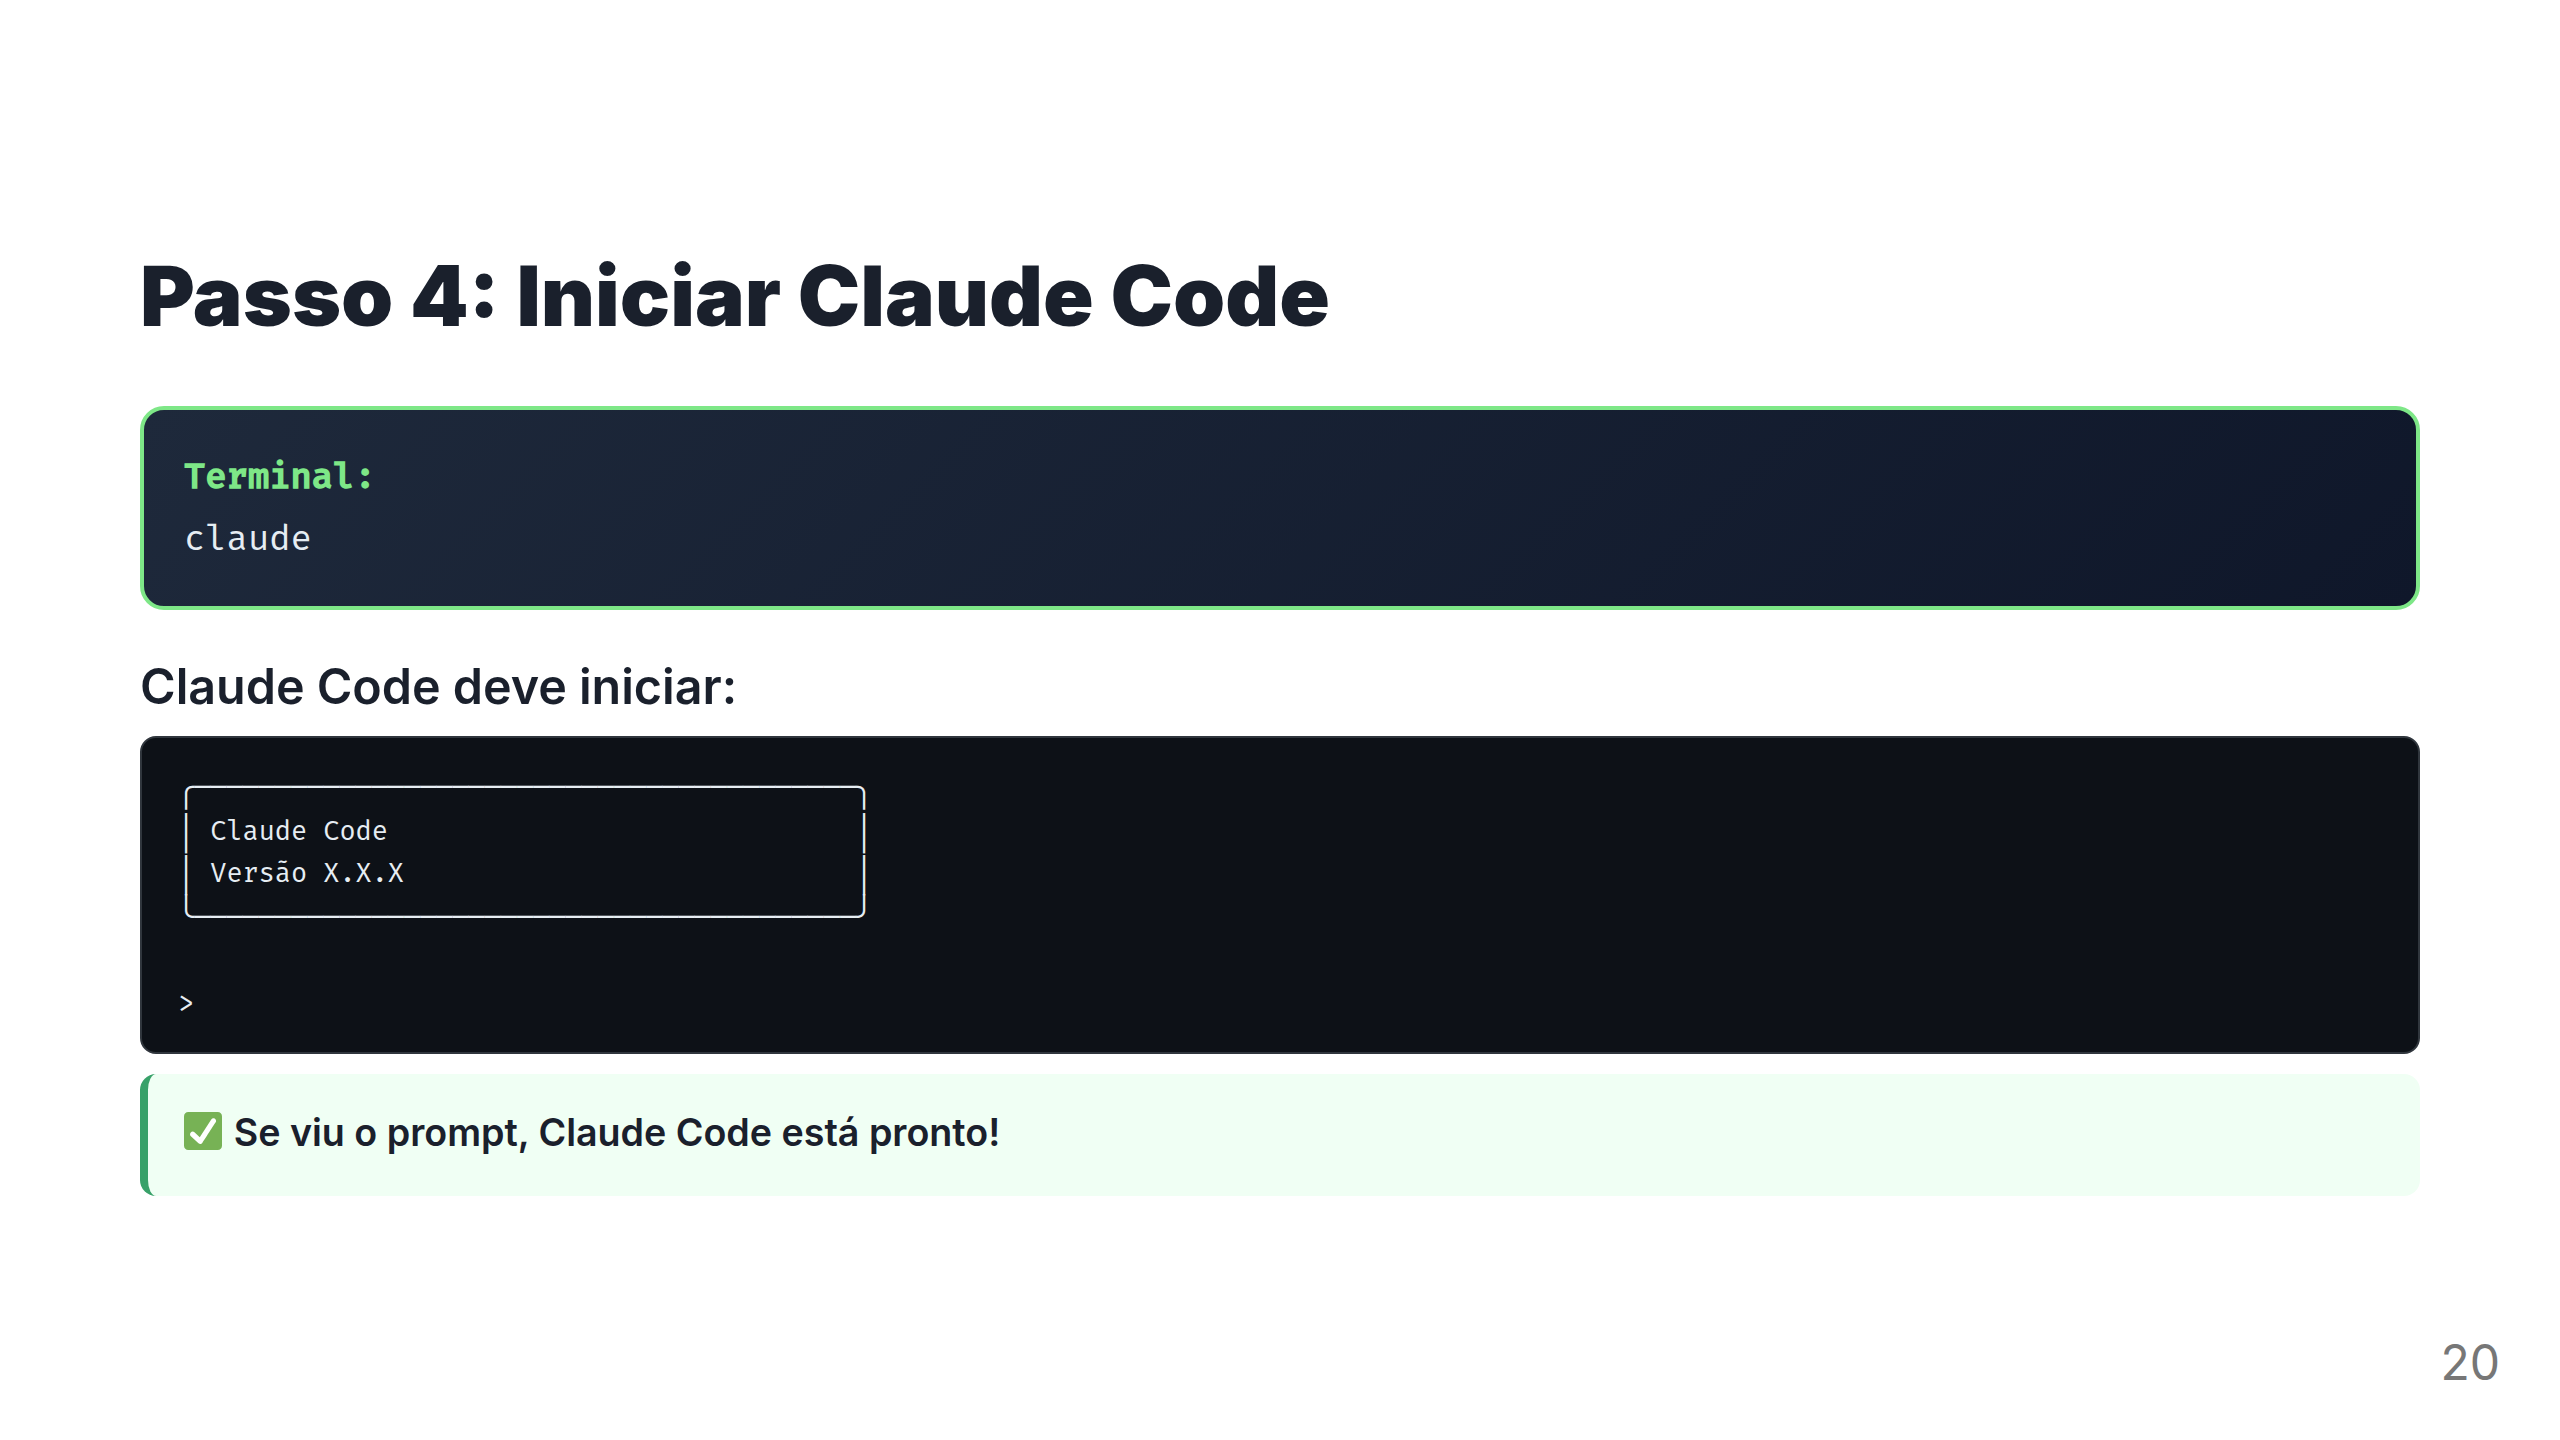 Passo 4: Iniciar Claude Code
Terminal:
claude
Claude Code deve iniciar:
Claude Code
Versão X.X.X
>
✅ Se viu o prompt, Claude Code está pronto!
20